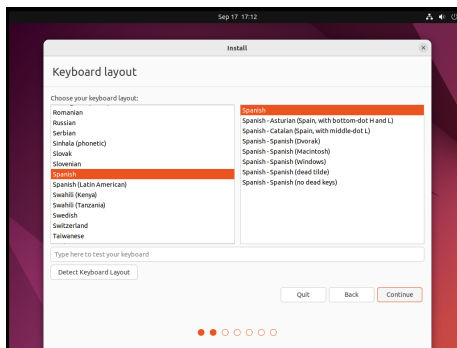 Sep 17 17:12
Install
Keyboard layout
Choose your keyboard layout:
Romanian
Russian
Serbian
Sinhala (phonetic)
Slovak
Slovenian
Spanish
Spanish (Latin American)
Swahili (Kenya)
Swahili (Tanzania)
Swedish
Switzerland
Taiwanese
Spanish
Spanish - Asturian (Spain, with bottom-dot H and L)
Spanish - Catalan (Spain, with middle-dot L)
Spanish - Spanish (Dvorak)
Spanish - Spanish (Macintosh)
Spanish - Spanish (Windows)
Spanish - Spanish (dead tilde)
Spanish - Spanish (no dead keys)
Type here to test your keyboard
Detect Keyboard Layout
Quit
Back
Continue